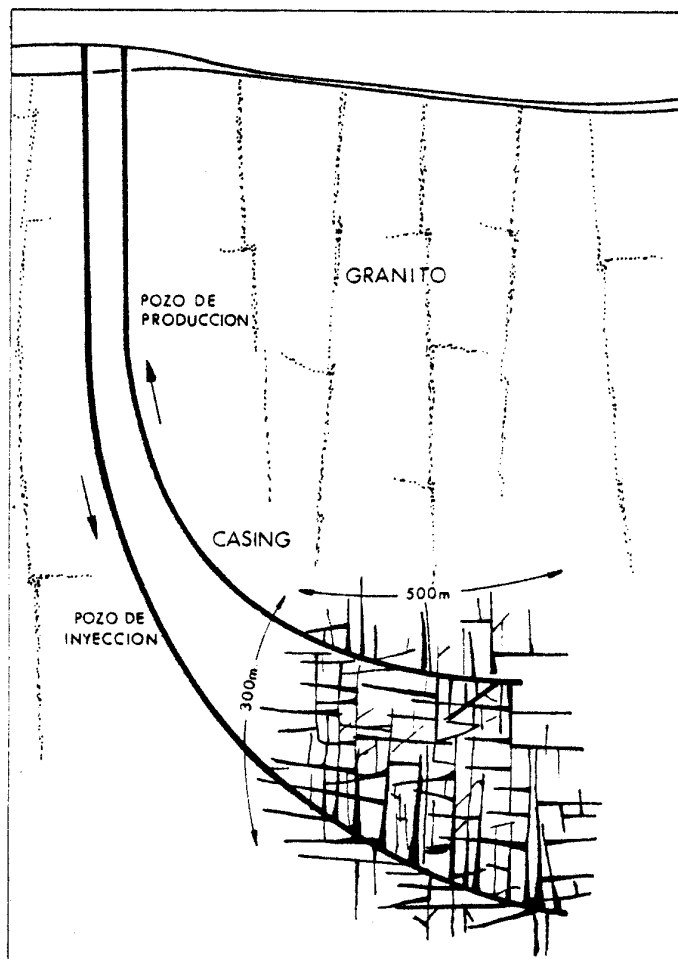 GRANITO
POZO DE
PRODUCCION
CASING
500m
POZO DE
INYECCION
300m